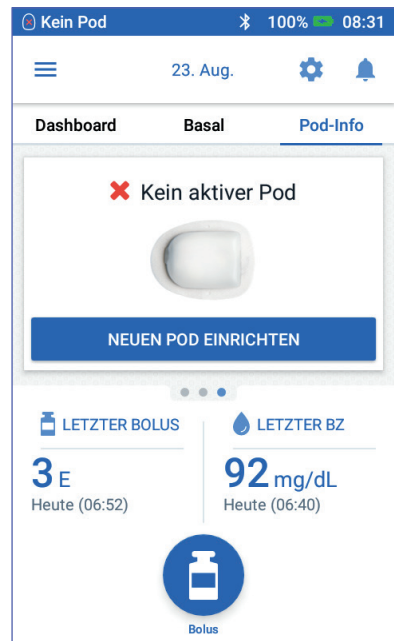 Kein Pod 100% 08:31
23. Aug.
Dashboard Basal Pod-Info
Kein aktiver Pod
NEUEN POD EINRICHTEN
LETZTER BOLUS LETZTER BZ
3 E 92 mg/dL
Heute (06:52) Heute (06:40)
Bolus